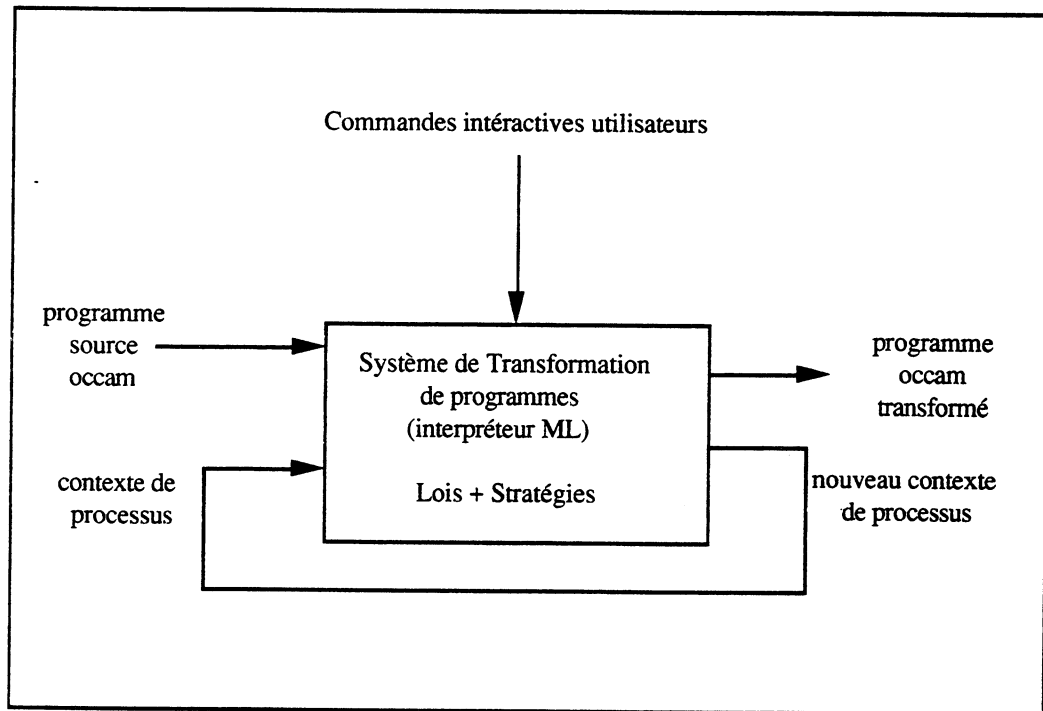 Commandes intéractives utilisateurs
programme
source
occam
Système de Transformation
de programmes
(interpréteur ML)
Lois + Stratégies
programme
occam
transformé
contexte de
processus
nouveau contexte
de processus